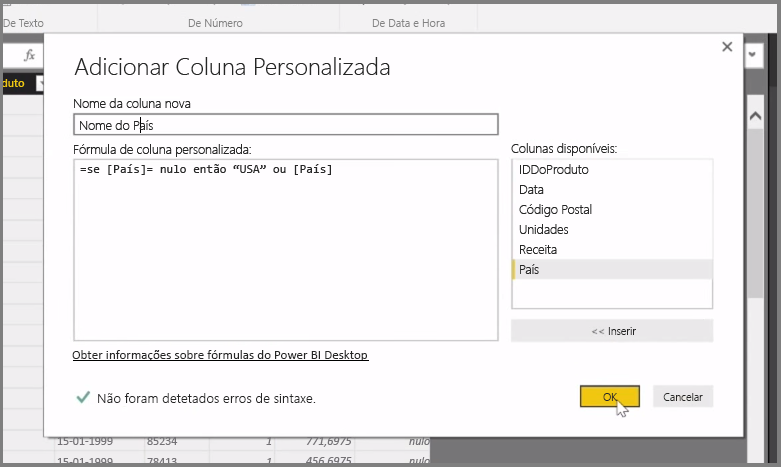 De Texto De Número De Data e Hora
fx
duto
Adicionar Coluna Personalizada
Nome da coluna nova
Nome do País
Fórmula de coluna personalizada:
Colunas disponíveis:
=se [País]= nulo então “USA” ou [País]
IDDoProduto
Data
Código Postal
Unidades
Receita
País
<< Inserir
Obter informações sobre fórmulas do Power BI Desktop
Não foram detetados erros de sintaxe.
OK
Cancelar
15-01-1999 85234 1 771,6975 nulo
15-01-1999 78413 1 456,6975 nulo